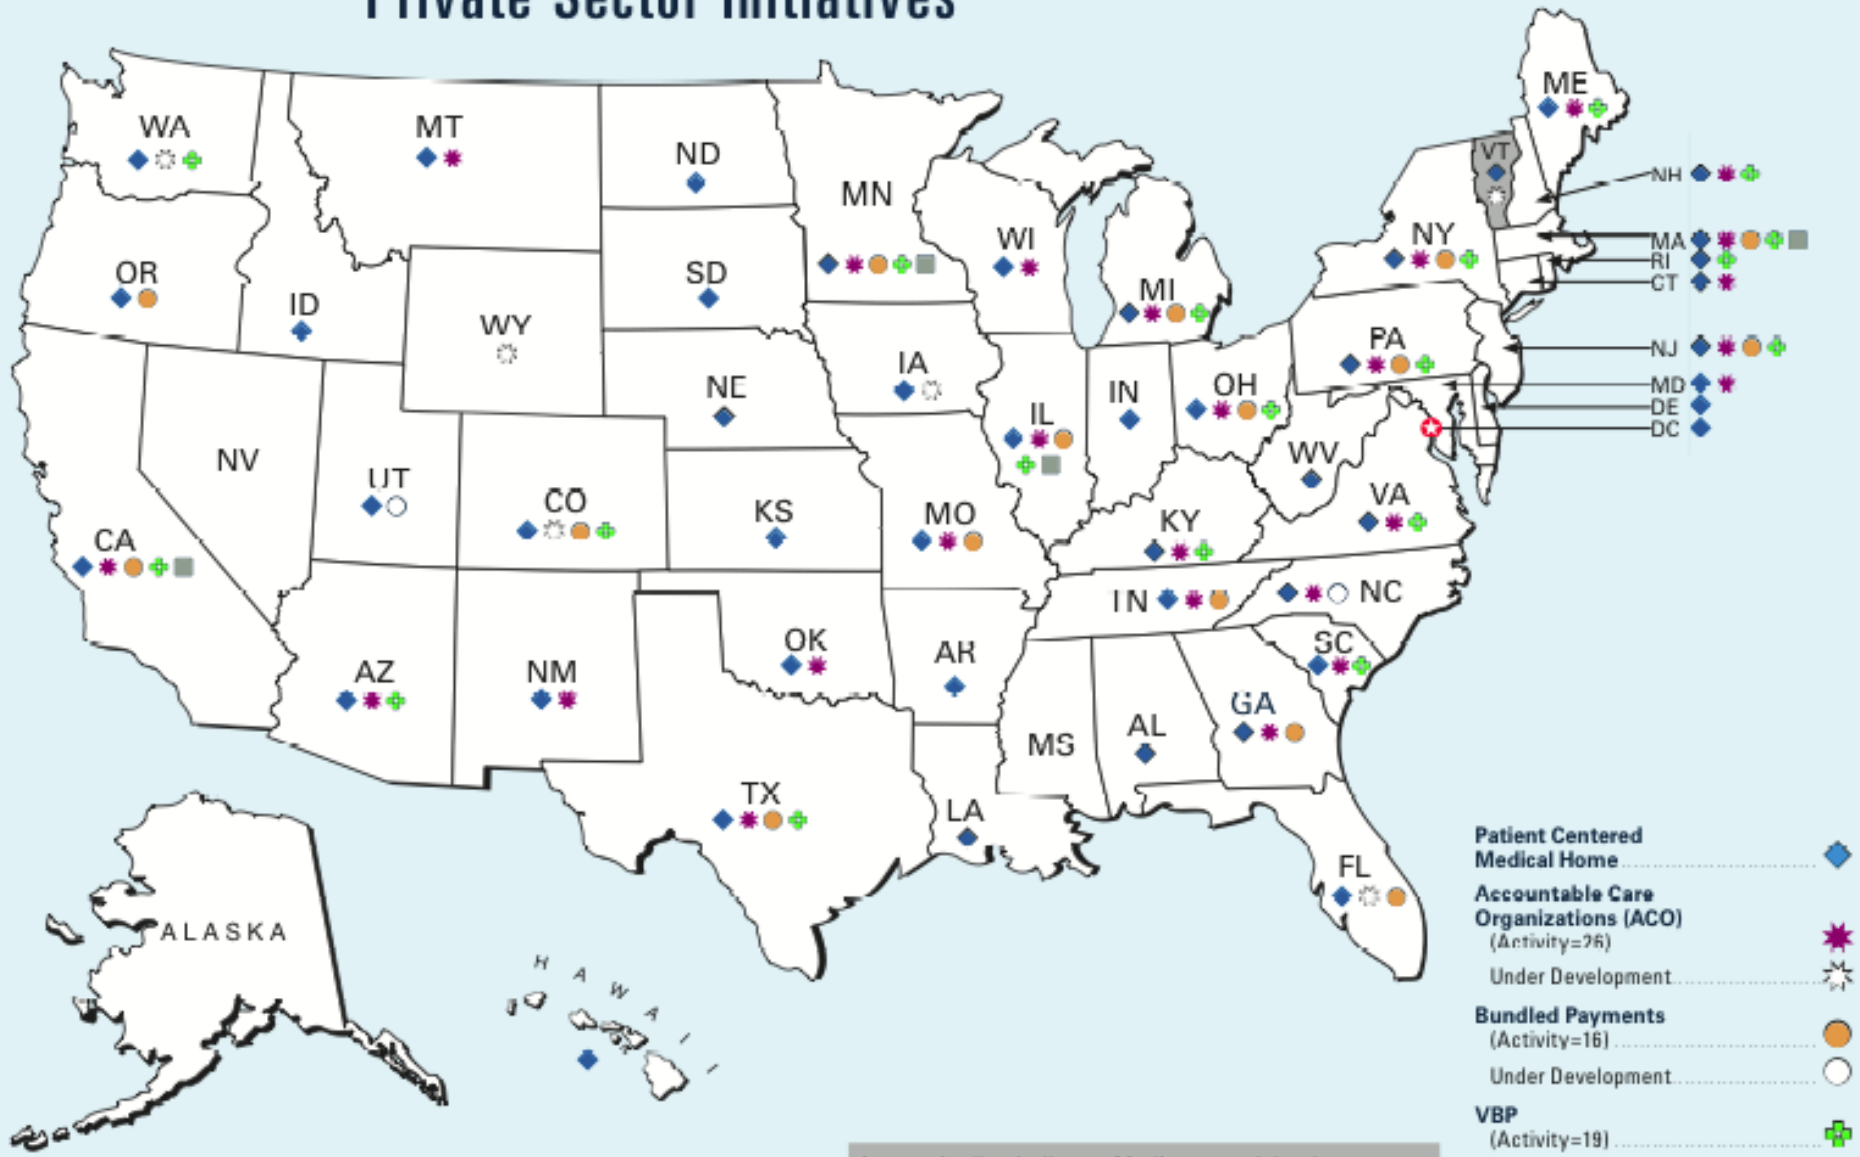 Private Sector Initiatives
ME
WA
MT
ND
VT
MN
NH
WI
NY
MA
OR
SD
RI
ID
MI
CT
WY
PA
NJ
IA
NE
IN
OH
MD
IL
DE
DC
NV
WV
UT
CO
KS
MO
VA
CA
KY
IN
NC
OK
SC
AZ
NM
AR
GA
MS
AL
TX
LA
FL
ALASKA
HAWAII
Patient Centered
Medical Home
Accountable Care
Organizations (ACO)
(Activity=26)
Under Development
Bundled Payments
(Activity=16)
Under Development
VBP
(Activity=19)